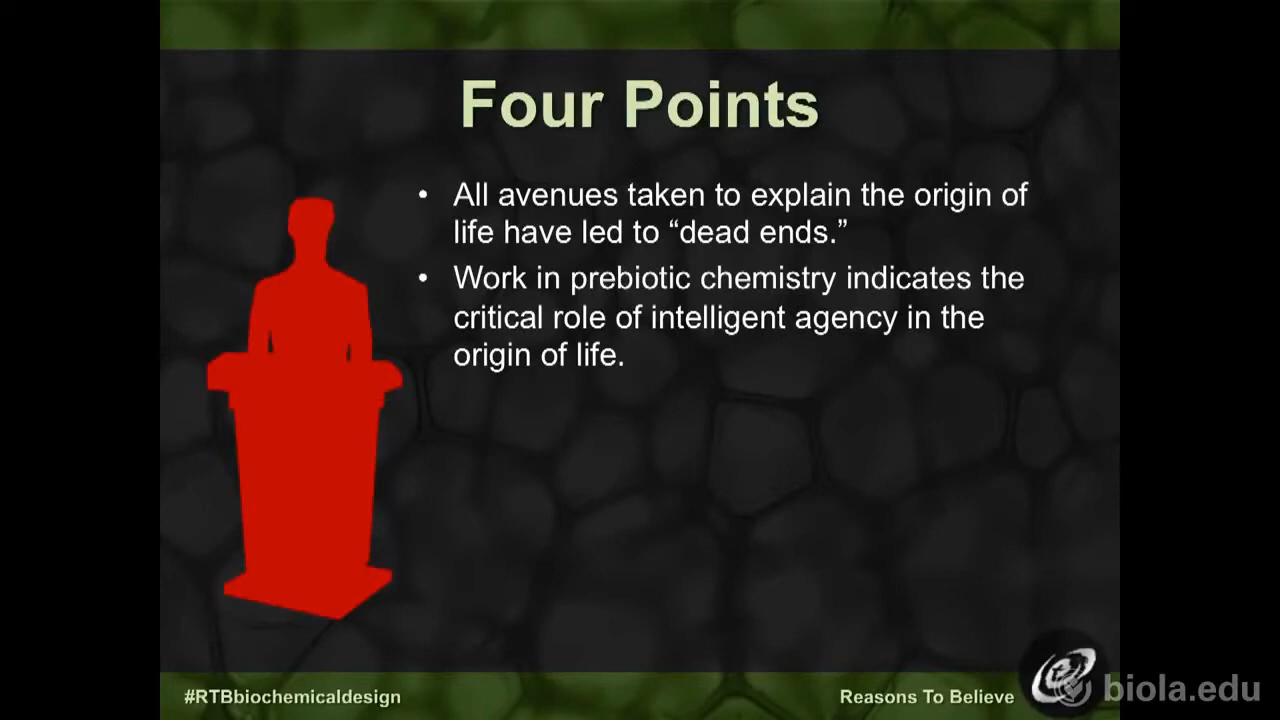 Four Points
• All avenues taken to explain the origin of
life have led to “dead ends.”
• Work in prebiotic chemistry indicates the
critical role of intelligent agency in the
origin of life.
#RTBbiochemicaldesign
Reasons To Believe
biola.edu